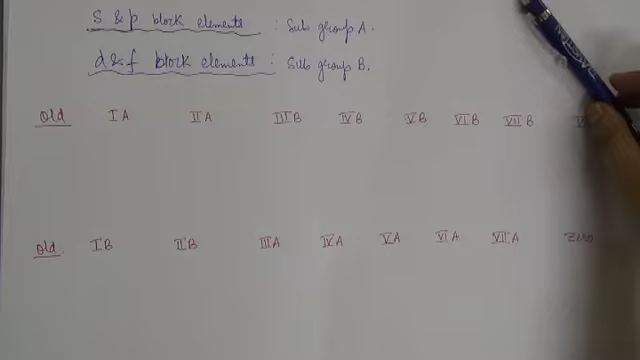 s & p block elements : Sub group A.
d & f block elements : Sub group B.
Old IA IIA IIIB IVB VB VIB VIIB
Old IB IIB IIIA IVA VA VIA VIIA Zero